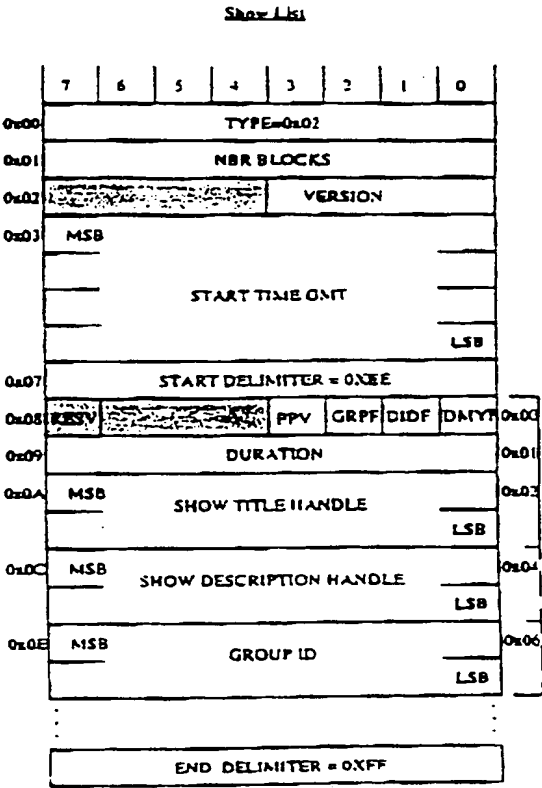 Show List
7 6 5 4 3 2 1 0
0x00 TYPE=0x02
0x01 NBR BLOCKS
0x02 VERSION
0x03 MSB
START TIME GMT
LSB
0x07 START DELIMITER = 0XEE
0x08 RESV PPV GRPF DIDF DMYF 0x00
0x09 DURATION 0x01
0x0A MSB 0x02
SHOW TITLE HANDLE
LSB
0x0C MSB 0x04
SHOW DESCRIPTION HANDLE
LSB
0x0E MSB 0x06
GROUP ID
LSB
END DELIMITER = 0XFF